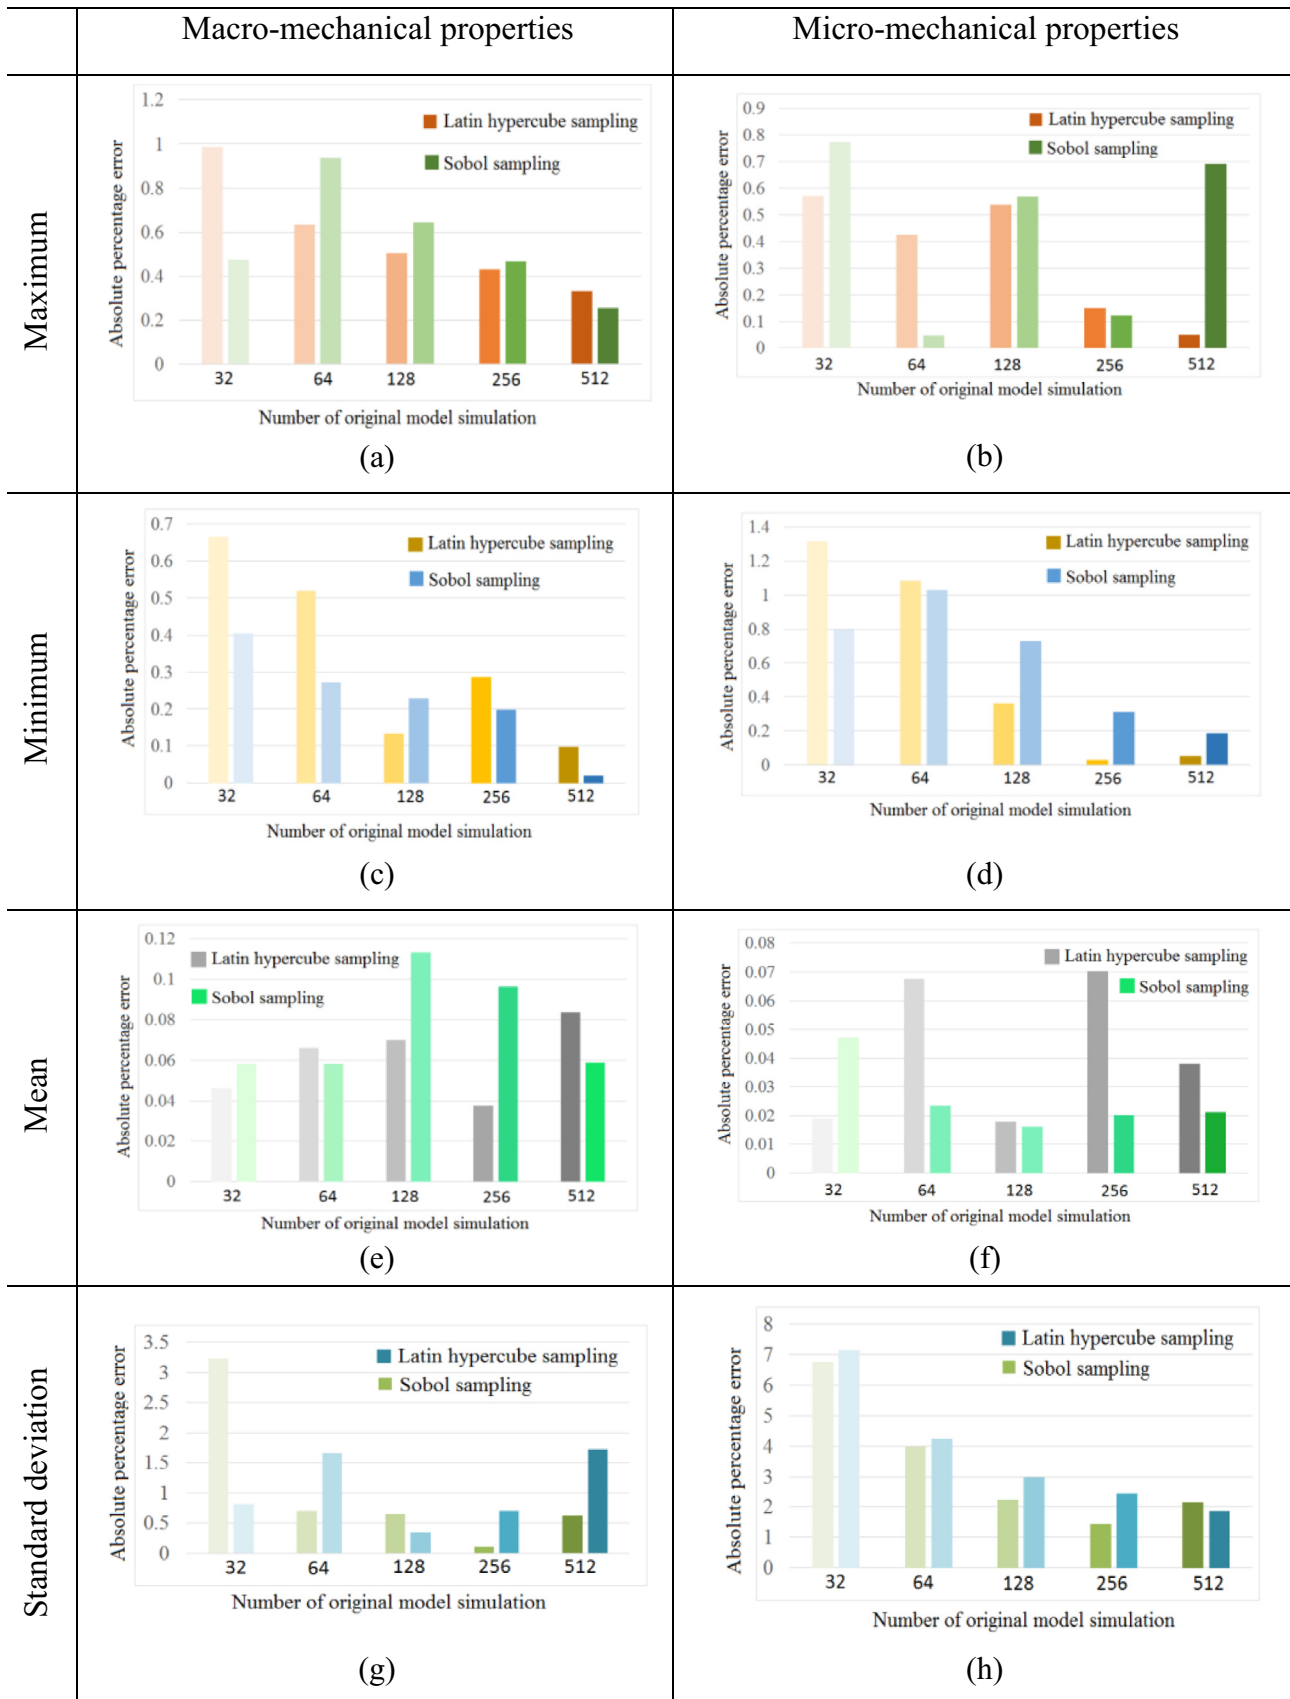 Macro-mechanical properties
Micro-mechanical properties
Maximum
Absolute percentage error
1.2
1
0.8
0.6
0.4
0.2
0
Latin hypercube sampling
Sobol sampling
32 64 128 256 512
Number of original model simulation
(a)
Absolute percentage error
0.9
0.8
0.7
0.6
0.5
0.4
0.3
0.2
0.1
0
Latin hypercube sampling
Sobol sampling
32 64 128 256 512
Number of original model simulation
(b)
Minimum
Absolute percentage error
0.7
0.6
0.5
0.4
0.3
0.2
0.1
0
Latin hypercube sampling
Sobol sampling
32 64 128 256 512
Number of original model simulation
(c)
Absolute percentage error
1.4
1.2
1
0.8
0.6
0.4
0.2
0
Latin hypercube sampling
Sobol sampling
32 64 128 256 512
Number of original model simulation
(d)
Mean
Absolute percentage error
0.12
0.1
0.08
0.06
0.04
0.02
0
Latin hypercube sampling
Sobol sampling
32 64 128 256 512
Number of original model simulation
(e)
Absolute percentage error
0.08
0.07
0.06
0.05
0.04
0.03
0.02
0.01
0
Latin hypercube sampling
Sobol sampling
32 64 128 256 512
Number of original model simulation
(f)
Standard deviation
Absolute percentage error
3.5
3
2.5
2
1.5
1
0.5
0
Latin hypercube sampling
Sobol sampling
32 64 128 256 512
Number of original model simulation
(g)
Absolute percentage error
8
7
6
5
4
3
2
1
0
Latin hypercube sampling
Sobol sampling
32 64 128 256 512
Number of original model simulation
(h)